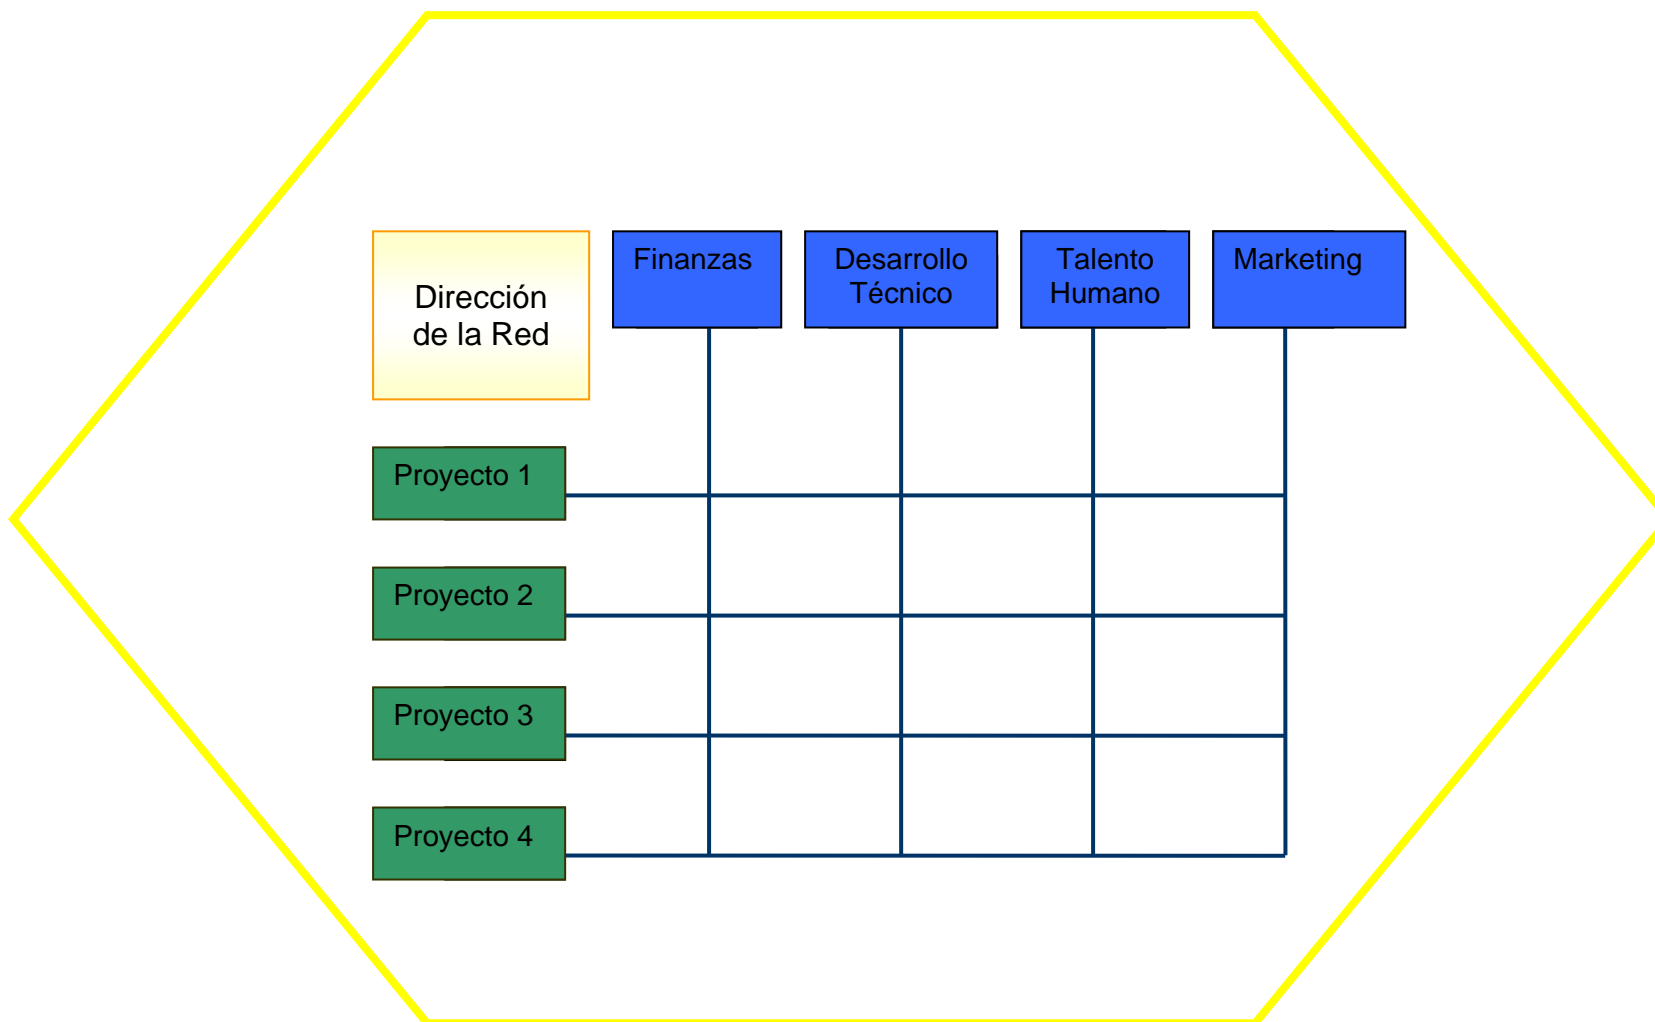 Dirección
de la Red
Finanzas
Desarrollo
Técnico
Talento
Humano
Marketing
Proyecto 1
Proyecto 2
Proyecto 3
Proyecto 4